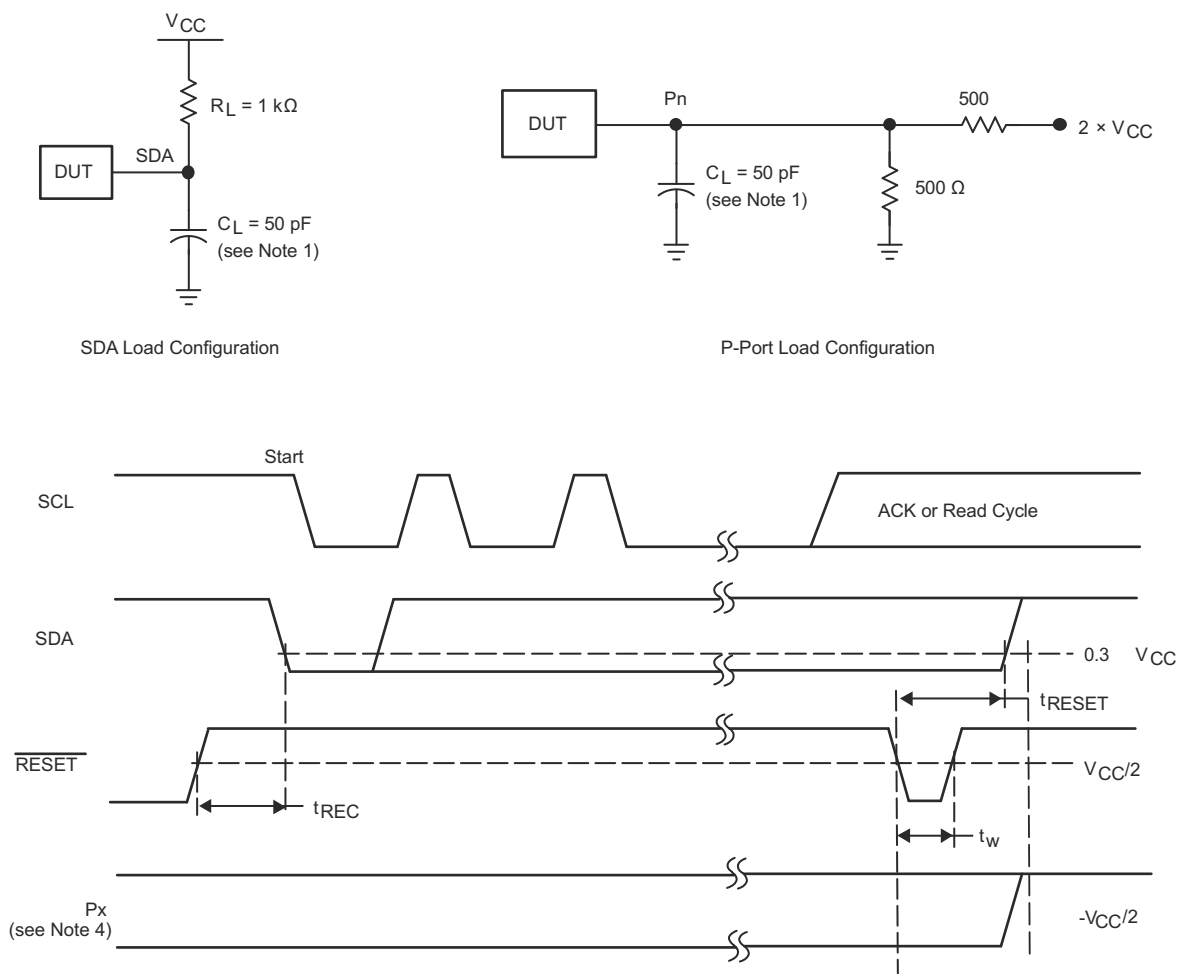 VCC
RL = 1 kΩ
DUT
SDA
CL = 50 pF
(see Note 1)
SDA Load Configuration
DUT
Pn
500
2 × VCC
CL = 50 pF
(see Note 1)
500 Ω
P-Port Load Configuration
Start
SCL
ACK or Read Cycle
SDA
0.3 VCC
tRESET
RESET
VCC/2
tREC
tw
Px
(see Note 4)
-VCC/2